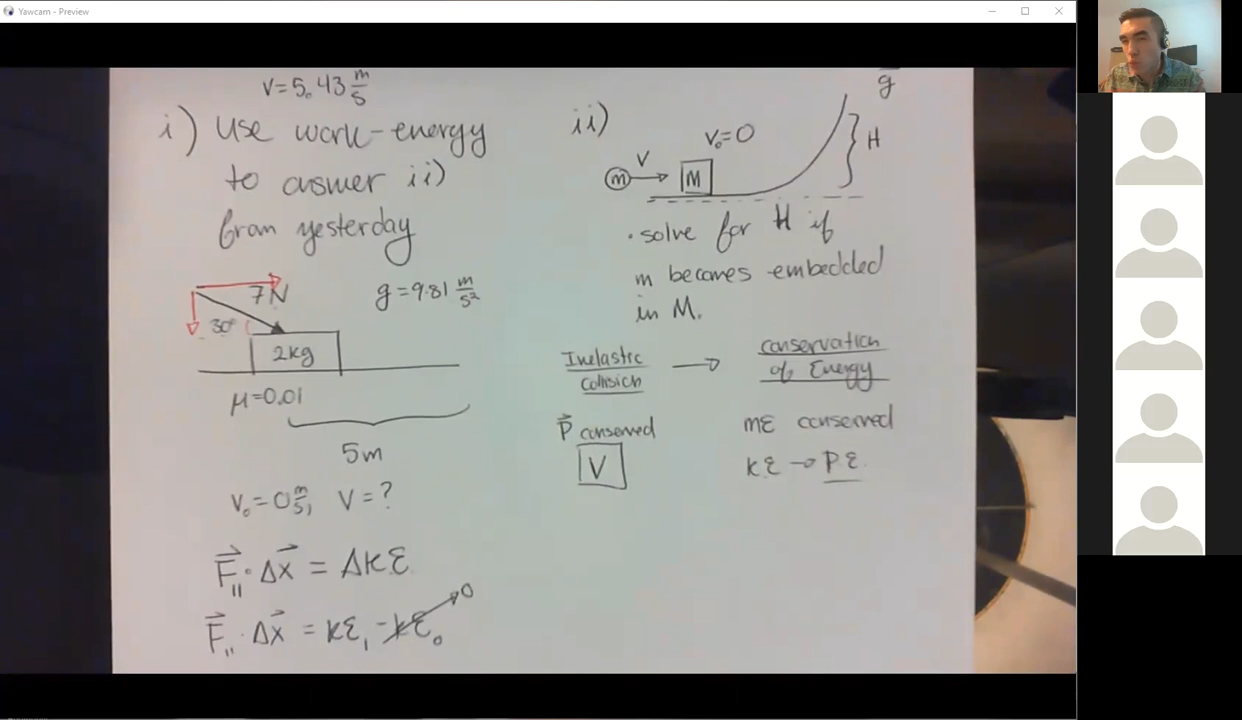 Yawcam - Preview
V=5.43 m/s
i) Use work-energy
to answer ii)
from yesterday
7N
30°
2kg
g=9.81 m/s²
μ=0.01
5m
V₀=0 m/s, V=?
F⃗ₗₗ·Δx⃗ = ΔKE
F⃗ₗₗ·Δx⃗ = KE₁ - KE₀ 0
ii)
g
V₀=0
V
m
M
H
• solve for H if
m becomes embedded
in M.
Inelastic
collision
→
conservation
of Energy
P⃗ conserved
V
ME conserved
KE → PE